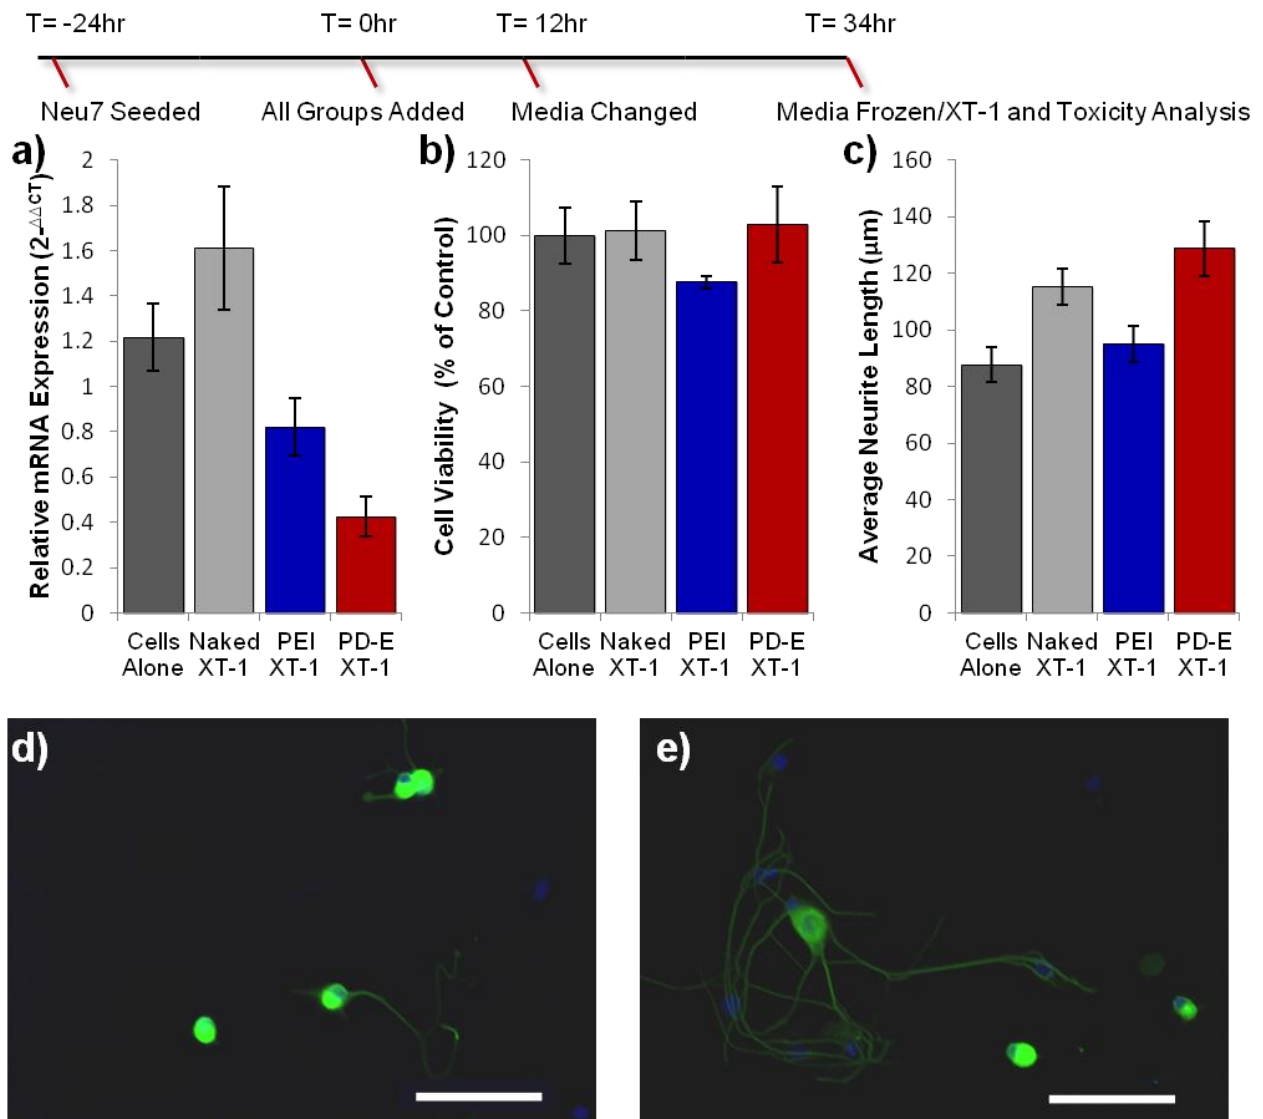 T= -24hr T= 0hr T= 12hr T= 34hr
Neu7 Seeded All Groups Added Media Changed Media Frozen/XT-1 and Toxicity Analysis
a)
Relative mRNA Expression (2-△△CT)
2
1.8
1.6
1.4
1.2
1
0.8
0.6
0.4
0.2
0
Cells Naked PEI PD-E
Alone XT-1 XT-1 XT-1
b)
Cell Viability (% of Control)
120
100
80
60
40
20
0
Cells Naked PEI PD-E
Alone XT-1 XT-1 XT-1
c)
Average Neurite Length (μm)
160
140
120
100
80
60
40
20
0
Cells Naked PEI PD-E
Alone XT-1 XT-1 XT-1
d)
e)